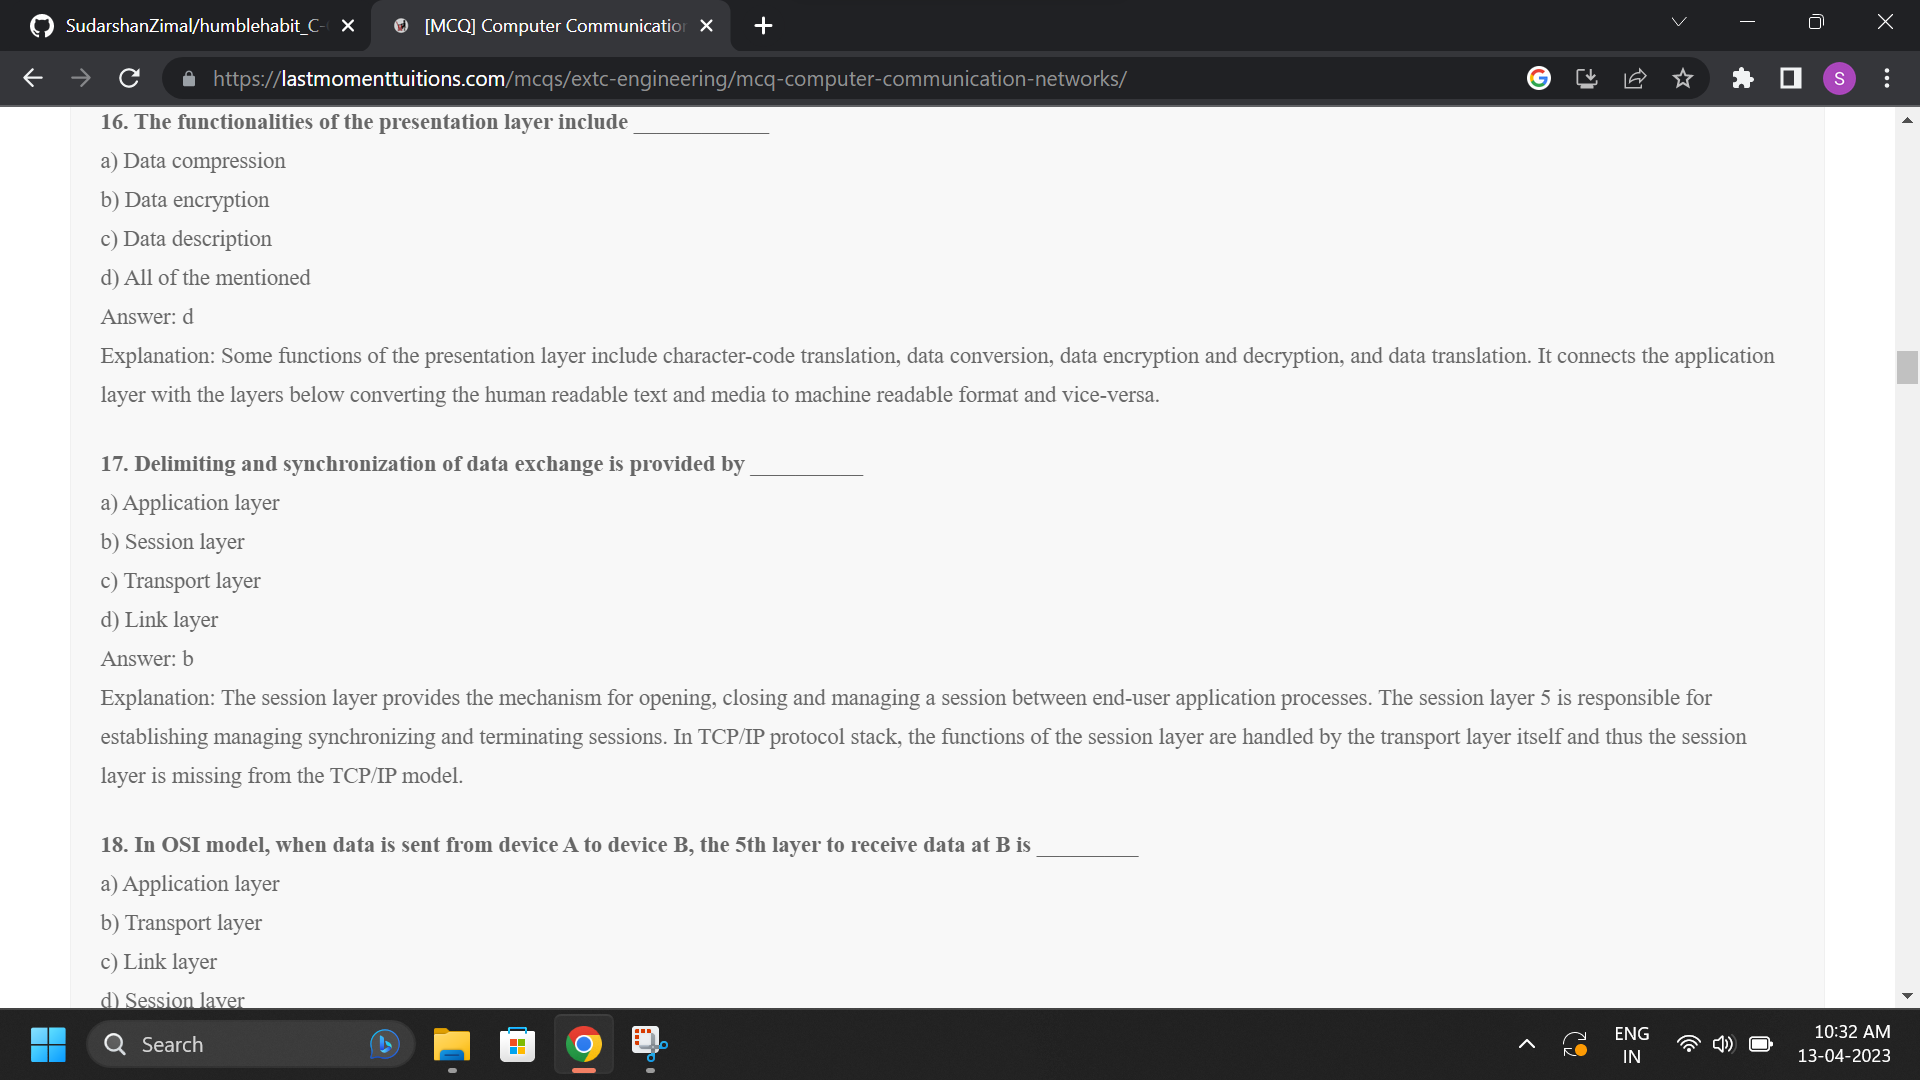 SudarshanZimal/humblehabit_C-
[MCQ] Computer Communication
https://lastmomenttuitions.com/mcqs/extc-engineering/mcq-computer-communication-networks/
S
16. The functionalities of the presentation layer include ____________
a) Data compression
b) Data encryption
c) Data description
d) All of the mentioned
Answer: d
Explanation: Some functions of the presentation layer include character-code translation, data conversion, data encryption and decryption, and data translation. It connects the application
layer with the layers below converting the human readable text and media to machine readable format and vice-versa.
17. Delimiting and synchronization of data exchange is provided by __________
a) Application layer
b) Session layer
c) Transport layer
d) Link layer
Answer: b
Explanation: The session layer provides the mechanism for opening, closing and managing a session between end-user application processes. The session layer 5 is responsible for
establishing managing synchronizing and terminating sessions. In TCP/IP protocol stack, the functions of the session layer are handled by the transport layer itself and thus the session
layer is missing from the TCP/IP model.
18. In OSI model, when data is sent from device A to device B, the 5th layer to receive data at B is _________
a) Application layer
b) Transport layer
c) Link layer
d) Session layer
Search
ENG
IN
10:32 AM
13-04-2023